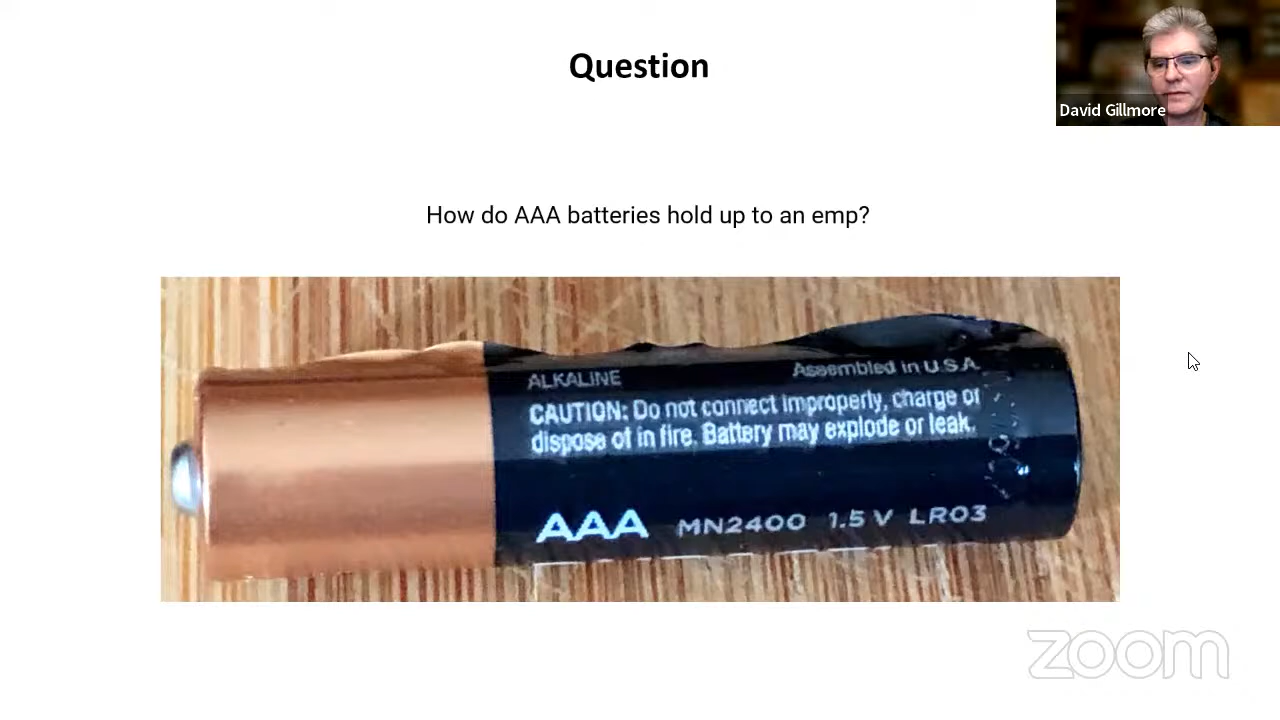 Question
David Gillmore
How do AAA batteries hold up to an emp?
ALKALINE
Assembled in U.S.A.
CAUTION: Do not connect improperly, charge or
dispose of in fire. Battery may explode or leak.
AAA MN2400 1.5 V LR03
zoom